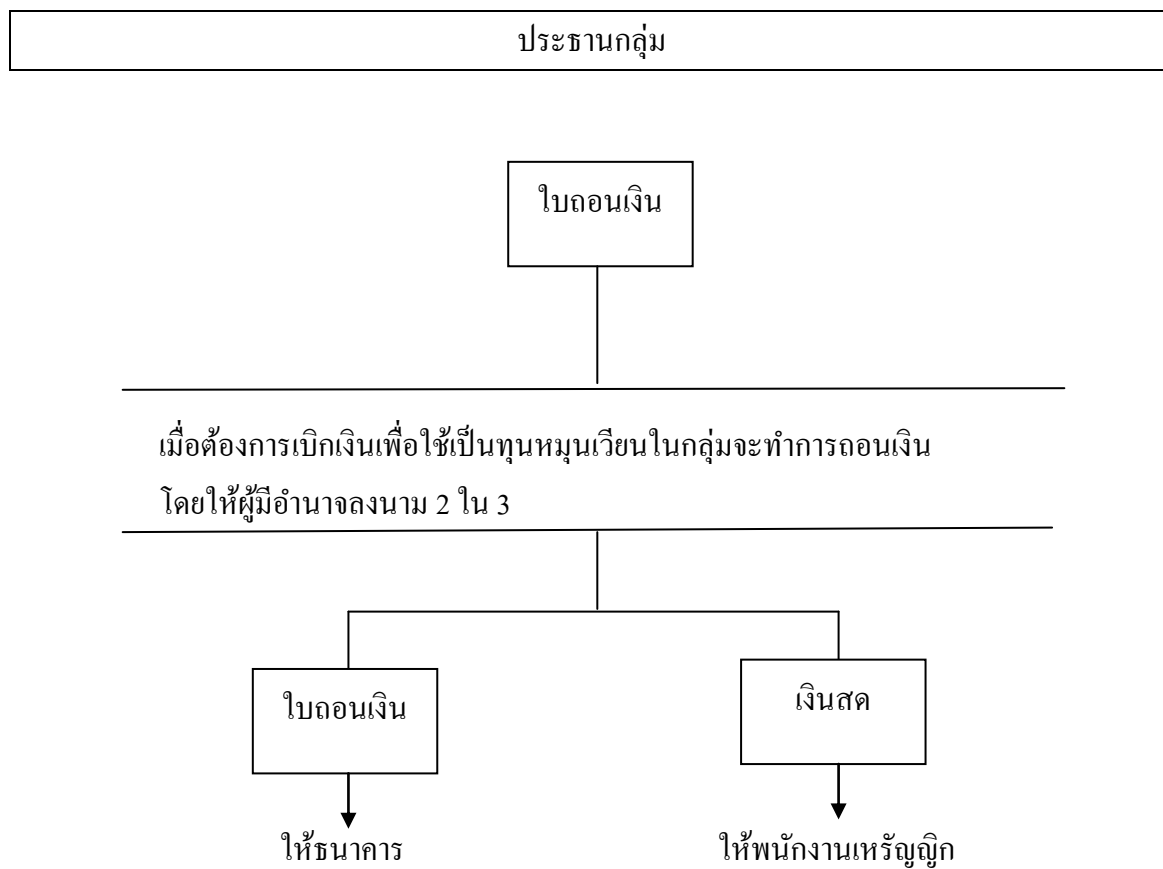 ประธานกลุ่ม
ใบถอนเงิน
เมื่อต้องการเบิกเงินเพื่อใช้เป็นทุนหมุนเวียนในกลุ่มจะทำการถอนเงิน
โดยให้ผู้มีอำนาจลงนาม 2 ใน 3
ใบถอนเงิน
เงินสด
ให้ธนาคาร
ให้พนักงานเหรัญญิก